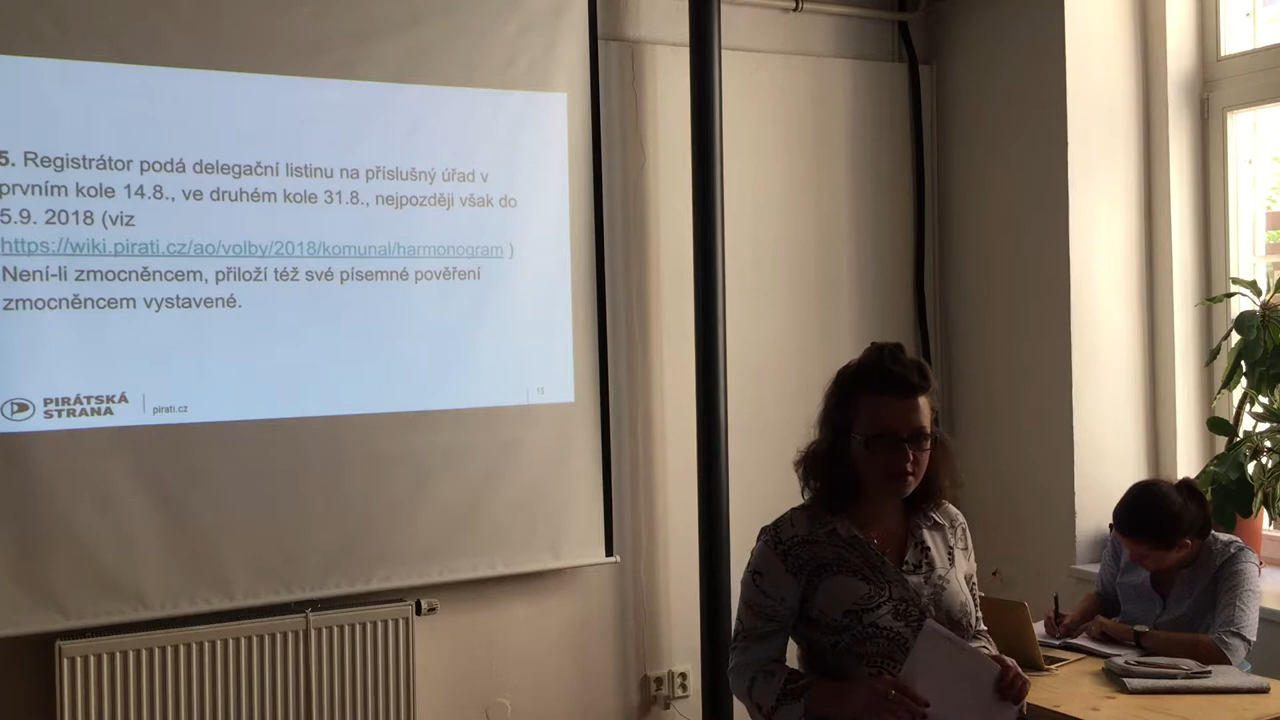 5. Registrátor podá delegační listinu na příslušný úřad v
prvním kole 14.8., ve druhém kole 31.8., nejpozději však do
5.9. 2018 (viz
https://wiki.pirati.cz/ao/volby/2018/komunal/harmonogram )
Není-li zmocněncem, přiloží též své písemné pověření
zmocněncem vystavené.
PIRÁTSKÁ
STRANA
pirati.cz
15